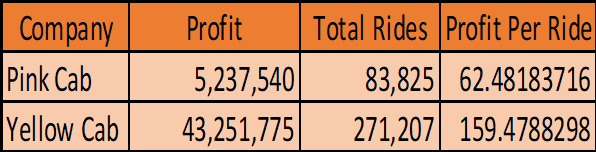 Company Profit Total Rides Profit Per Ride
Pink Cab 5,237,540 83,825 62.48183716
Yellow Cab 43,251,775 271,207 159.4788298